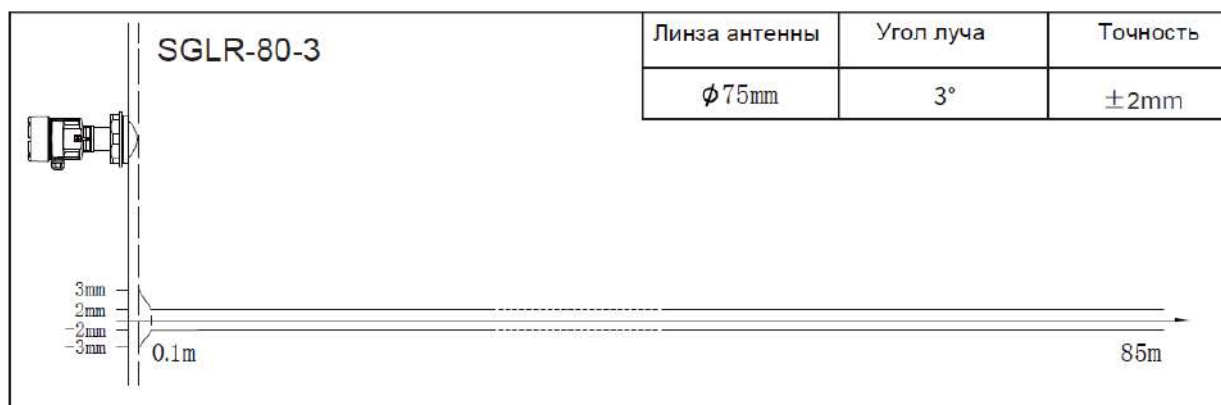 SGLR-80-3
Линза антенны Угол луча Точность
ϕ75mm 3° ±2mm
3mm
2mm
-2mm
-3mm
0.1m 85m